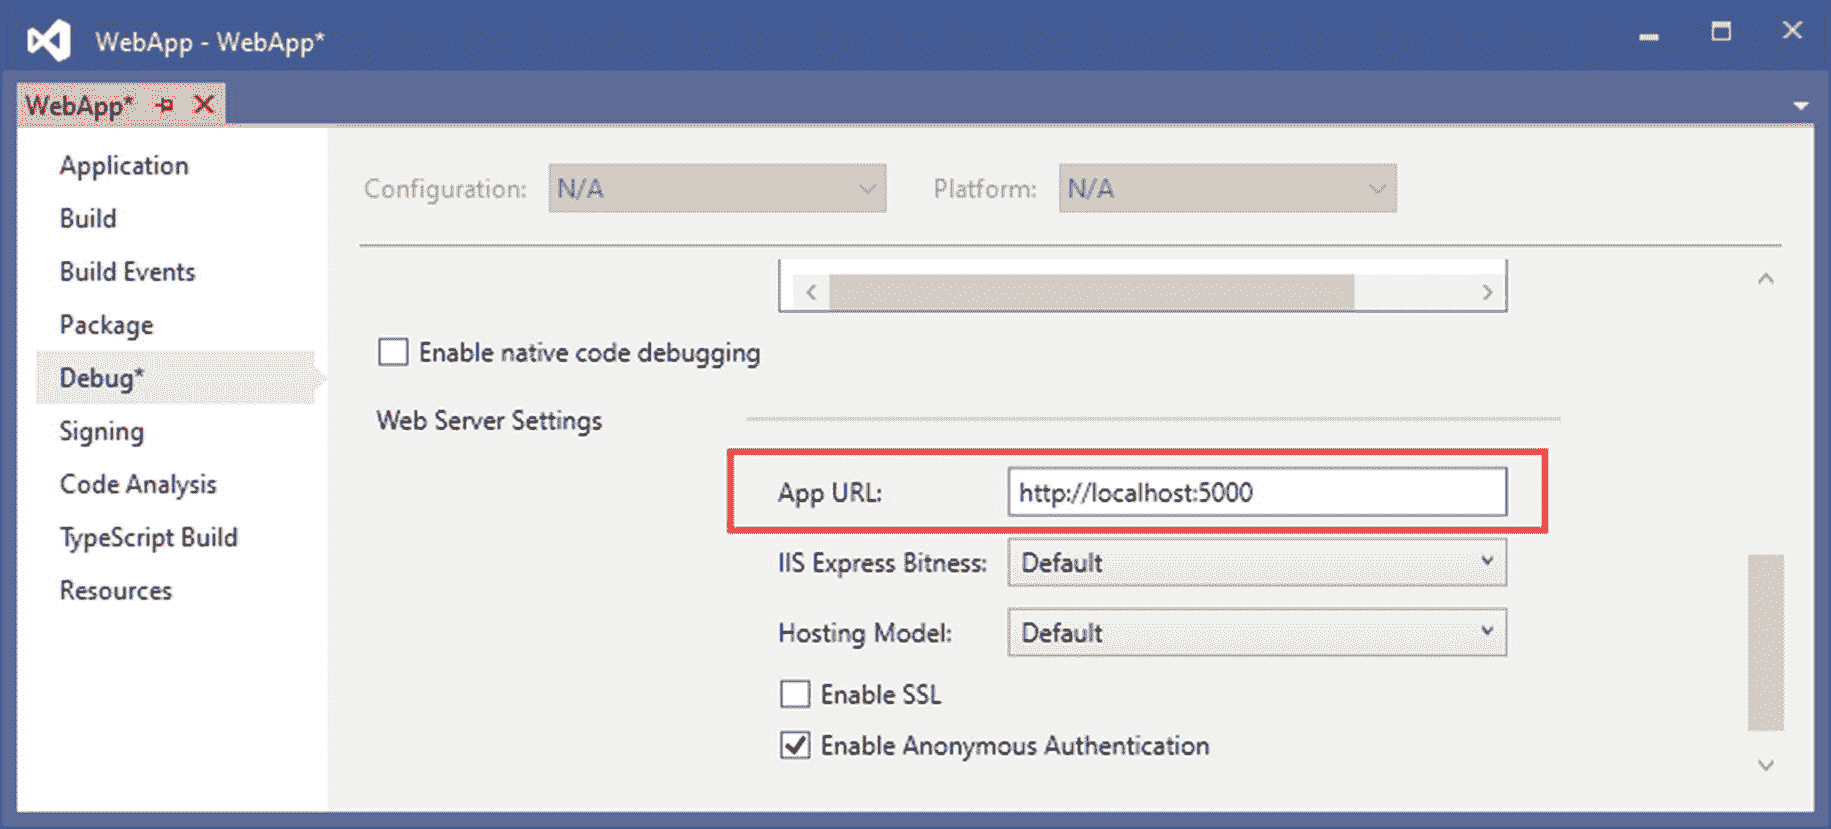 WebApp - WebApp*
WebApp*
Application
Build
Build Events
Package
Debug*
Signing
Code Analysis
TypeScript Build
Resources
Configuration: N/A Platform: N/A
Enable native code debugging
Web Server Settings
App URL: http://localhost:5000
IIS Express Bitness: Default
Hosting Model: Default
Enable SSL
Enable Anonymous Authentication